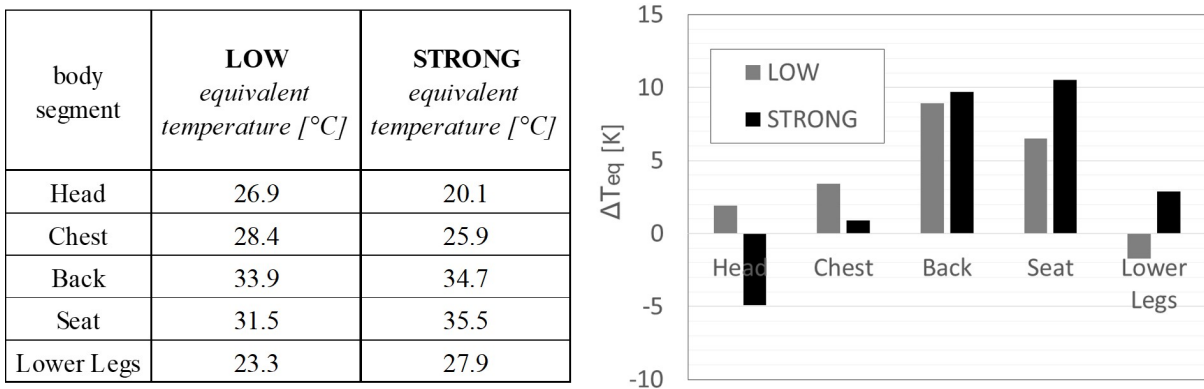 body segment LOW equivalent temperature [°C] STRONG equivalent temperature [°C]
Head 26.9 20.1
Chest 28.4 25.9
Back 33.9 34.7
Seat 31.5 35.5
Lower Legs 23.3 27.9
15
10
5
0
-5
-10
ΔTeq [K]
LOW
STRONG
Head Chest Back Seat Lower
Legs